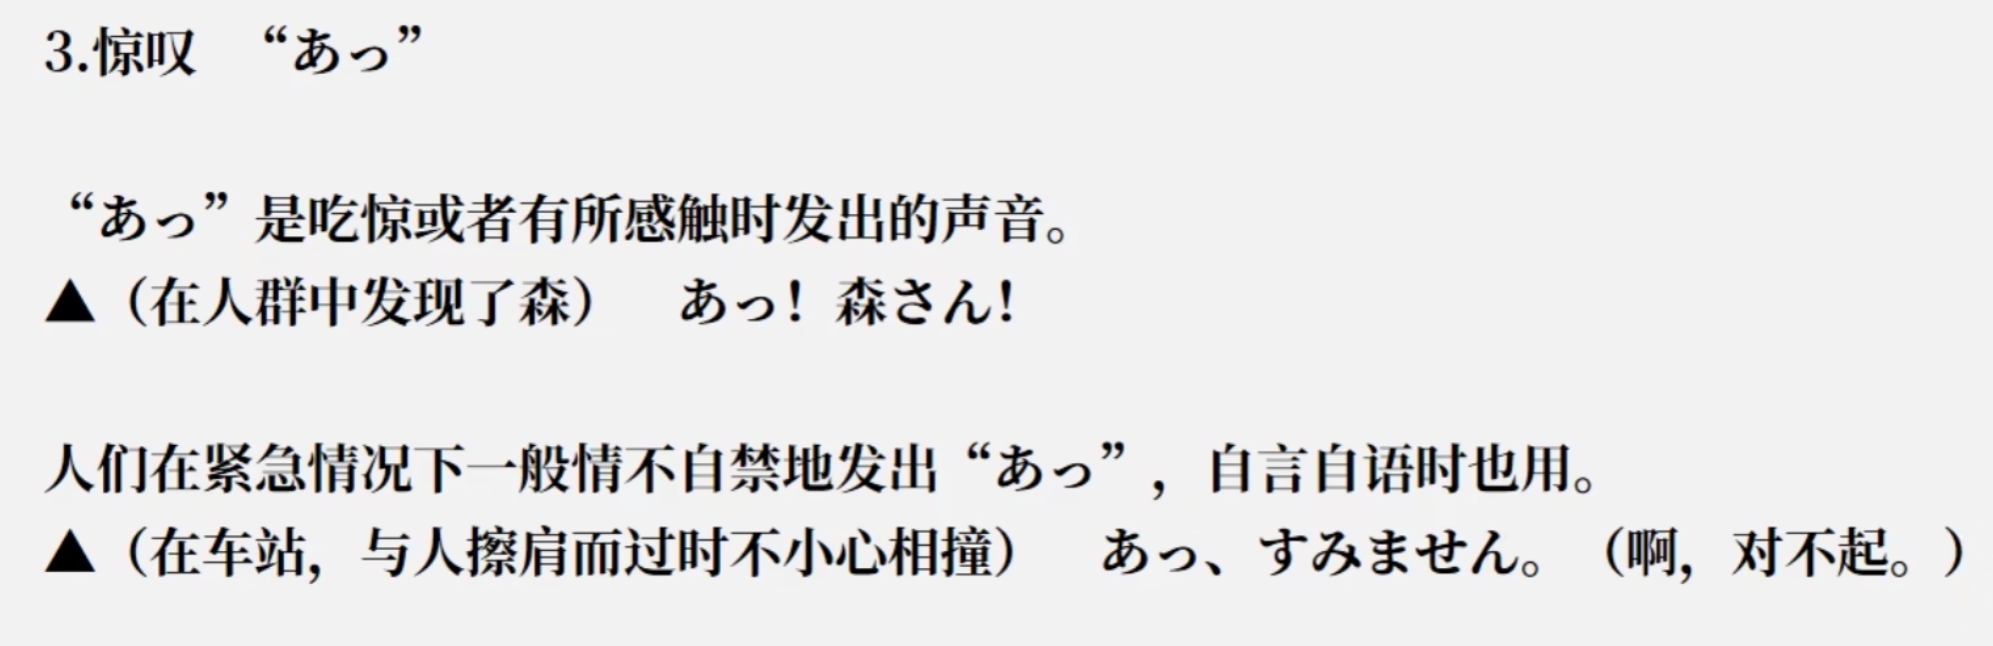 3.惊叹　“あっ”
“あっ”是吃惊或者有所感触时发出的声音。
▲（在人群中发现了森）　あっ！森さん！
人们在紧急情况下一般情不自禁地发出“あっ”，自言自语时也用。
▲（在车站，与人擦肩而过时不小心相撞）　あっ、すみません。（啊，对不起。）